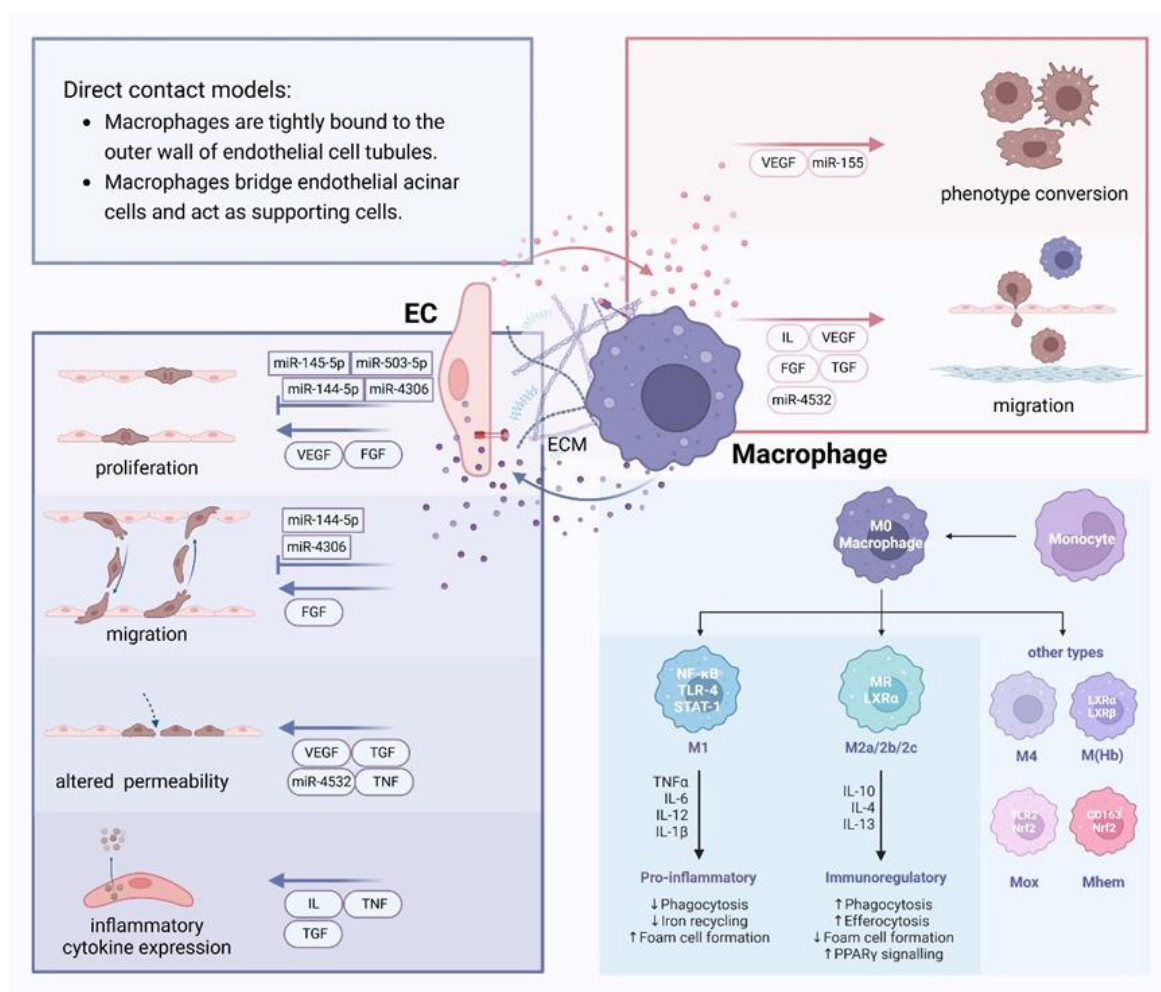 Direct contact models:
• Macrophages are tightly bound to the
outer wall of endothelial cell tubules.
• Macrophages bridge endothelial acinar
cells and act as supporting cells.
VEGF miR-155
phenotype conversion
IL VEGF
FGF TGF
miR-4532
migration
EC
ECM
Macrophage
miR-145-5p miR-503-5p
miR-144-5p miR-4306
VEGF FGF
proliferation
miR-144-5p
miR-4306
FGF
migration
VEGF TGF
miR-4532 TNF
altered permeability
IL TNF
TGF
inflammatory
cytokine expression
M0
Macrophage
Monocyte
NF-κB
TLR-4
STAT-1
M1
TNFα
IL-6
IL-12
IL-1β
Pro-inflammatory
↓Phagocytosis
↓Iron recycling
↑Foam cell formation
MR
LXRα
M2a/2b/2c
IL-10
IL-4
IL-13
Immunoregulatory
↑Phagocytosis
↑Efferocytosis
↓Foam cell formation
↑PPARγ signalling
other types
M4
LXRα
LXRβ
M(Hb)
TLR2
Nrf2
Mox
CD163
Nrf2
Mhem